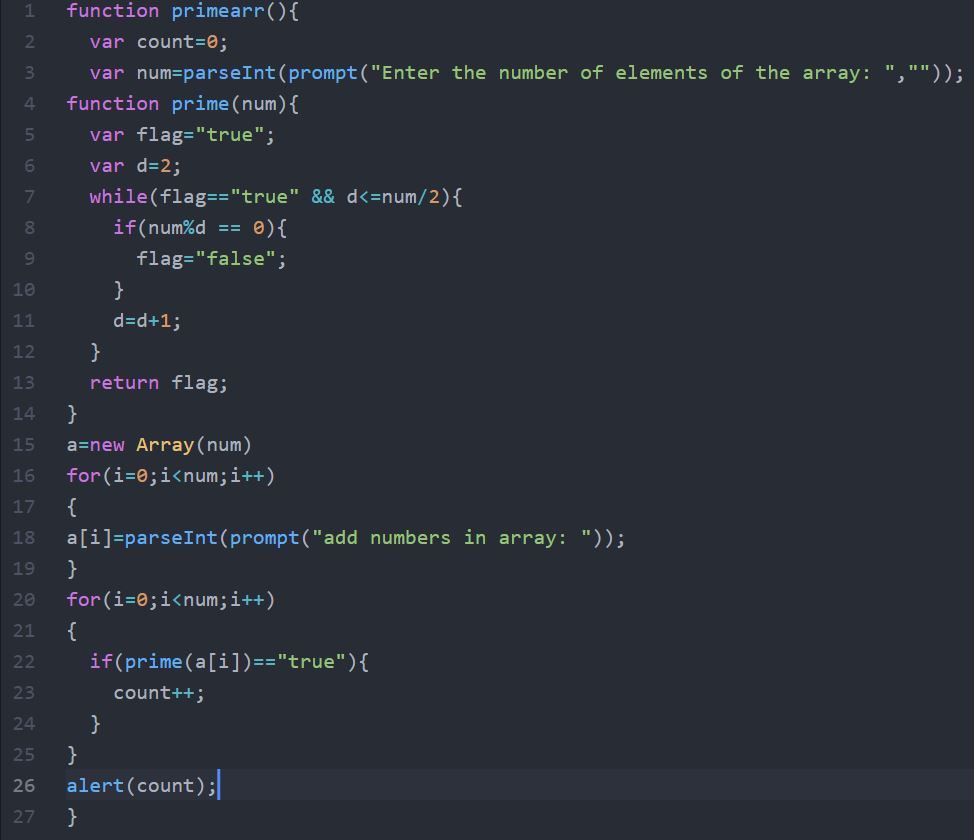 1 function primearr(){
2   var count=0;
3   var num=parseInt(prompt("Enter the number of elements of the array: ",""));
4 function prime(num){
5   var flag="true";
6   var d=2;
7   while(flag=="true" && d<=num/2){
8     if(num%d == 0){
9       flag="false";
10     }
11     d=d+1;
12   }
13   return flag;
14 }
15 a=new Array(num)
16 for(i=0;i<num;i++)
17 {
18 a[i]=parseInt(prompt("add numbers in array: "));
19 }
20 for(i=0;i<num;i++)
21 {
22   if(prime(a[i])=="true"){
23     count++;
24   }
25 }
26 alert(count);
27 }